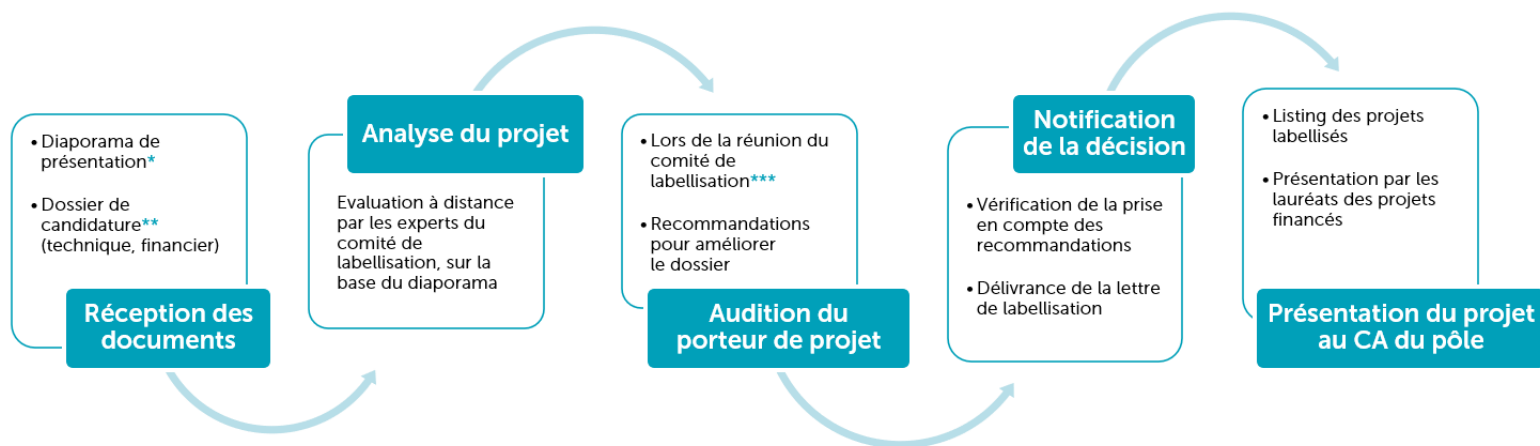 • Diaporama de
présentation*
• Dossier de
candidature**
(technique, financier)
Réception des
documents
Analyse du projet
Evaluation à distance
par les experts du
comité de
labellisation, sur la
base du diaporama
• Lors de la réunion du
comité de
labellisation***
• Recommandations
pour améliorer
le dossier
Audition du
porteur de projet
Notification
de la décision
• Vérification de la prise
en compte des
recommandations
• Délivrance de la lettre
de labellisation
• Listing des projets
labellisés
• Présentation par les
lauréats des projets
financés
Présentation du projet
au CA du pôle